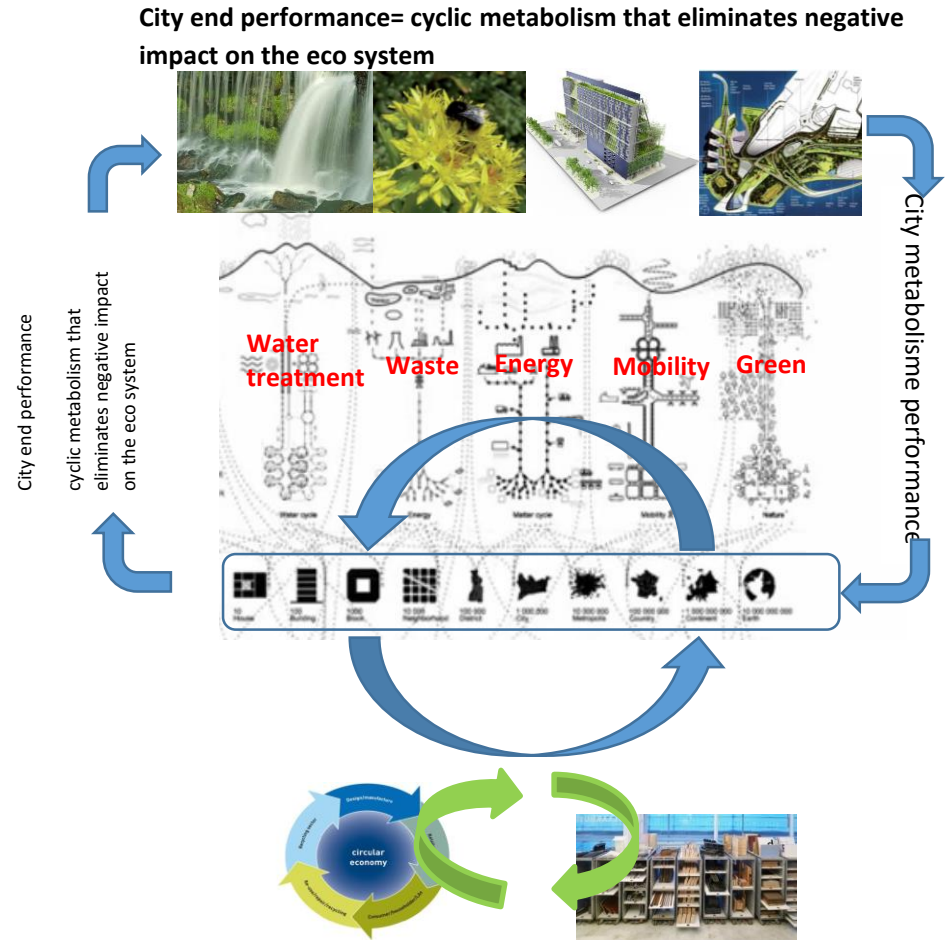 City end performance= cyclic metabolism that eliminates negative
impact on the eco system
City end performance
cyclic metabolism that
eliminates negative impact
on the eco system
City metabolisme performance
Water
treatment
Waste
Energy
Mobility
Green
Water cycle
Energy
Matter cycle
Mobility
Nature
10
House
100
Building
1000
Block
10 000
Neighborhood
100 000
District
1 000 000
City
10 000 000
Metropolis
100 000 000
Country
1 000 000 000
Continent
10 000 000 000
Earth
Design/manufacture
Recycling sector
circular
economy